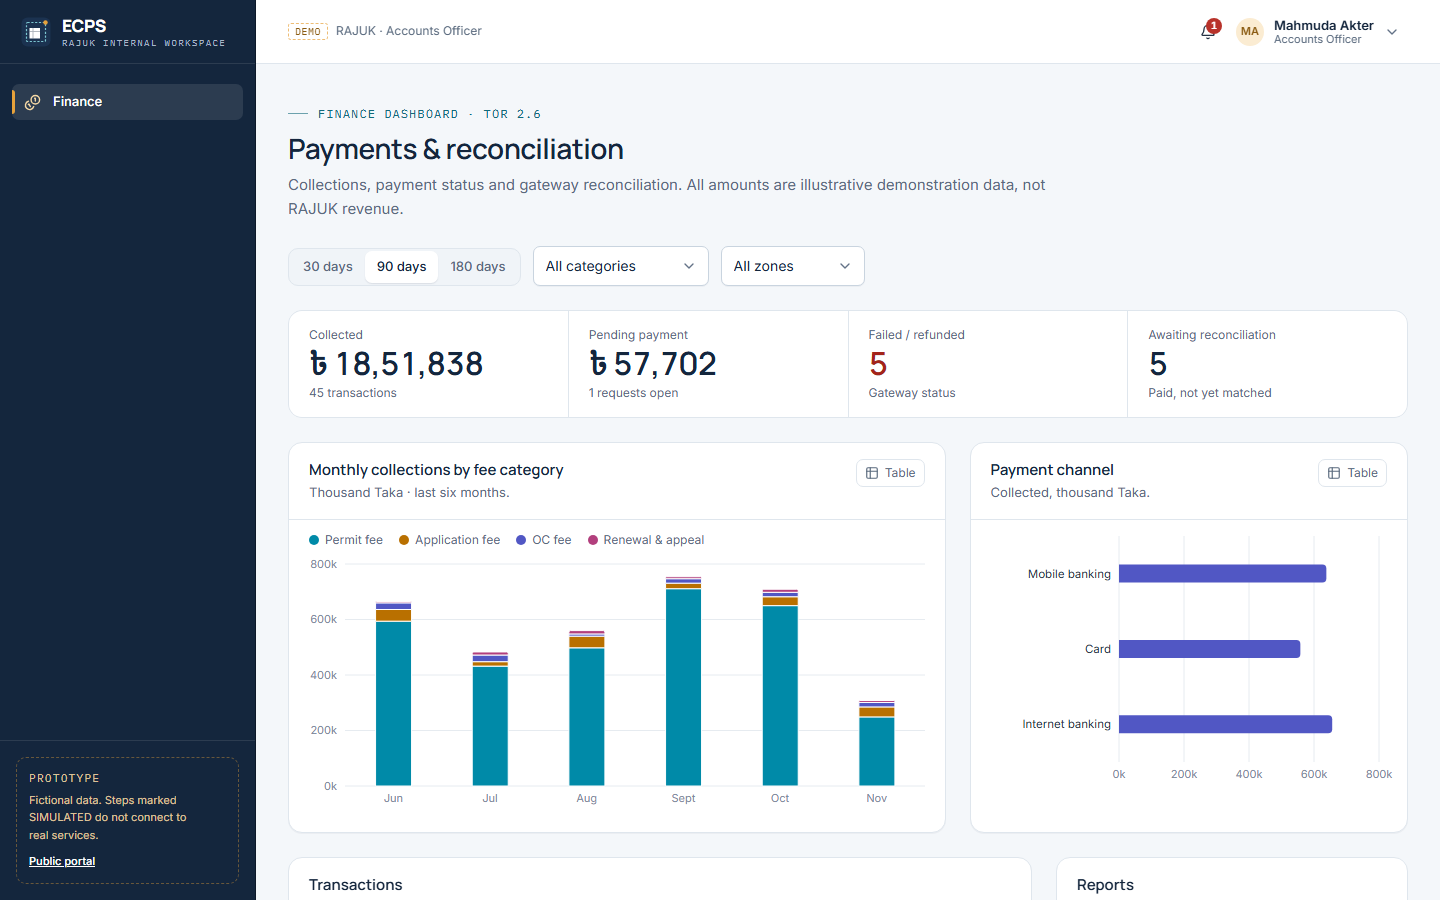 ECPS
RAJUK INTERNAL WORKSPACE
Finance
PROTOTYPE
Fictional data. Steps marked
SIMULATED do not connect to
real services.
Public portal
DEMO RAJUK · Accounts Officer
1
MA
Mahmuda Akter
Accounts Officer
FINANCE DASHBOARD · TOR 2.6
Payments & reconciliation
Collections, payment status and gateway reconciliation. All amounts are illustrative demonstration data, not
RAJUK revenue.
30 days 90 days 180 days All categories All zones
Collected
৳ 18,51,838
45 transactions
Pending payment
৳ 57,702
1 requests open
Failed / refunded
5
Gateway status
Awaiting reconciliation
5
Paid, not yet matched
Monthly collections by fee category
Thousand Taka · last six months.
Table
Permit fee Application fee OC fee Renewal & appeal
800k
600k
400k
200k
0k
Jun Jul Aug Sept Oct Nov
Payment channel
Collected, thousand Taka.
Table
Mobile banking
Card
Internet banking
0k 200k 400k 600k 800k
Transactions
Reports